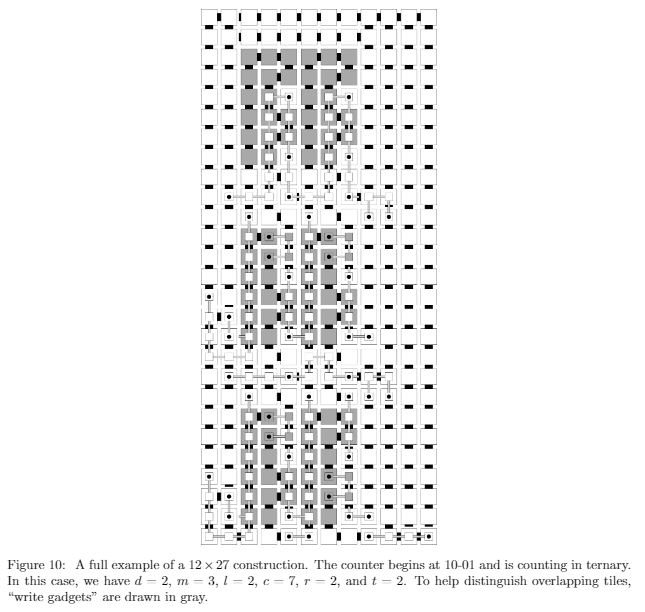 Figure 10: A full example of a 12 × 27 construction. The counter begins at 10-01 and is counting in ternary.
In this case, we have d = 2, m = 3, l = 2, c = 7, r = 2, and t = 2. To help distinguish overlapping tiles,
“write gadgets” are drawn in gray.